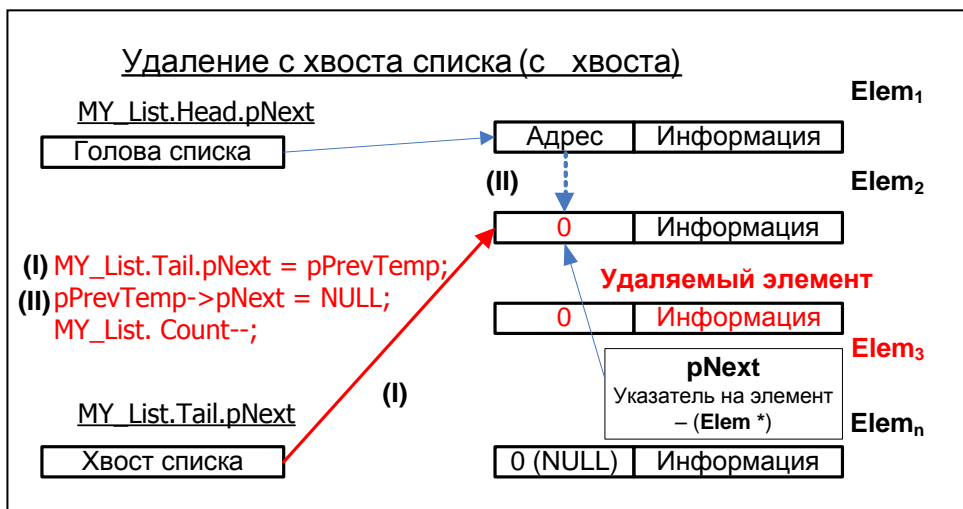 Удаление с хвоста списка (с хвоста)
MY_List.Head.pNext
Голова списка
Elem1
Адрес Информация
(II)
Elem2
0 Информация
(I) MY_List.Tail.pNext = pPrevTemp;
(II) pPrevTemp->pNext = NULL;
MY_List. Count--;
Удаляемый элемент
0 Информация
Elem3
pNext
Указатель на элемент
– (Elem *)
(I)
MY_List.Tail.pNext
Хвост списка
Elemn
0 (NULL) Информация